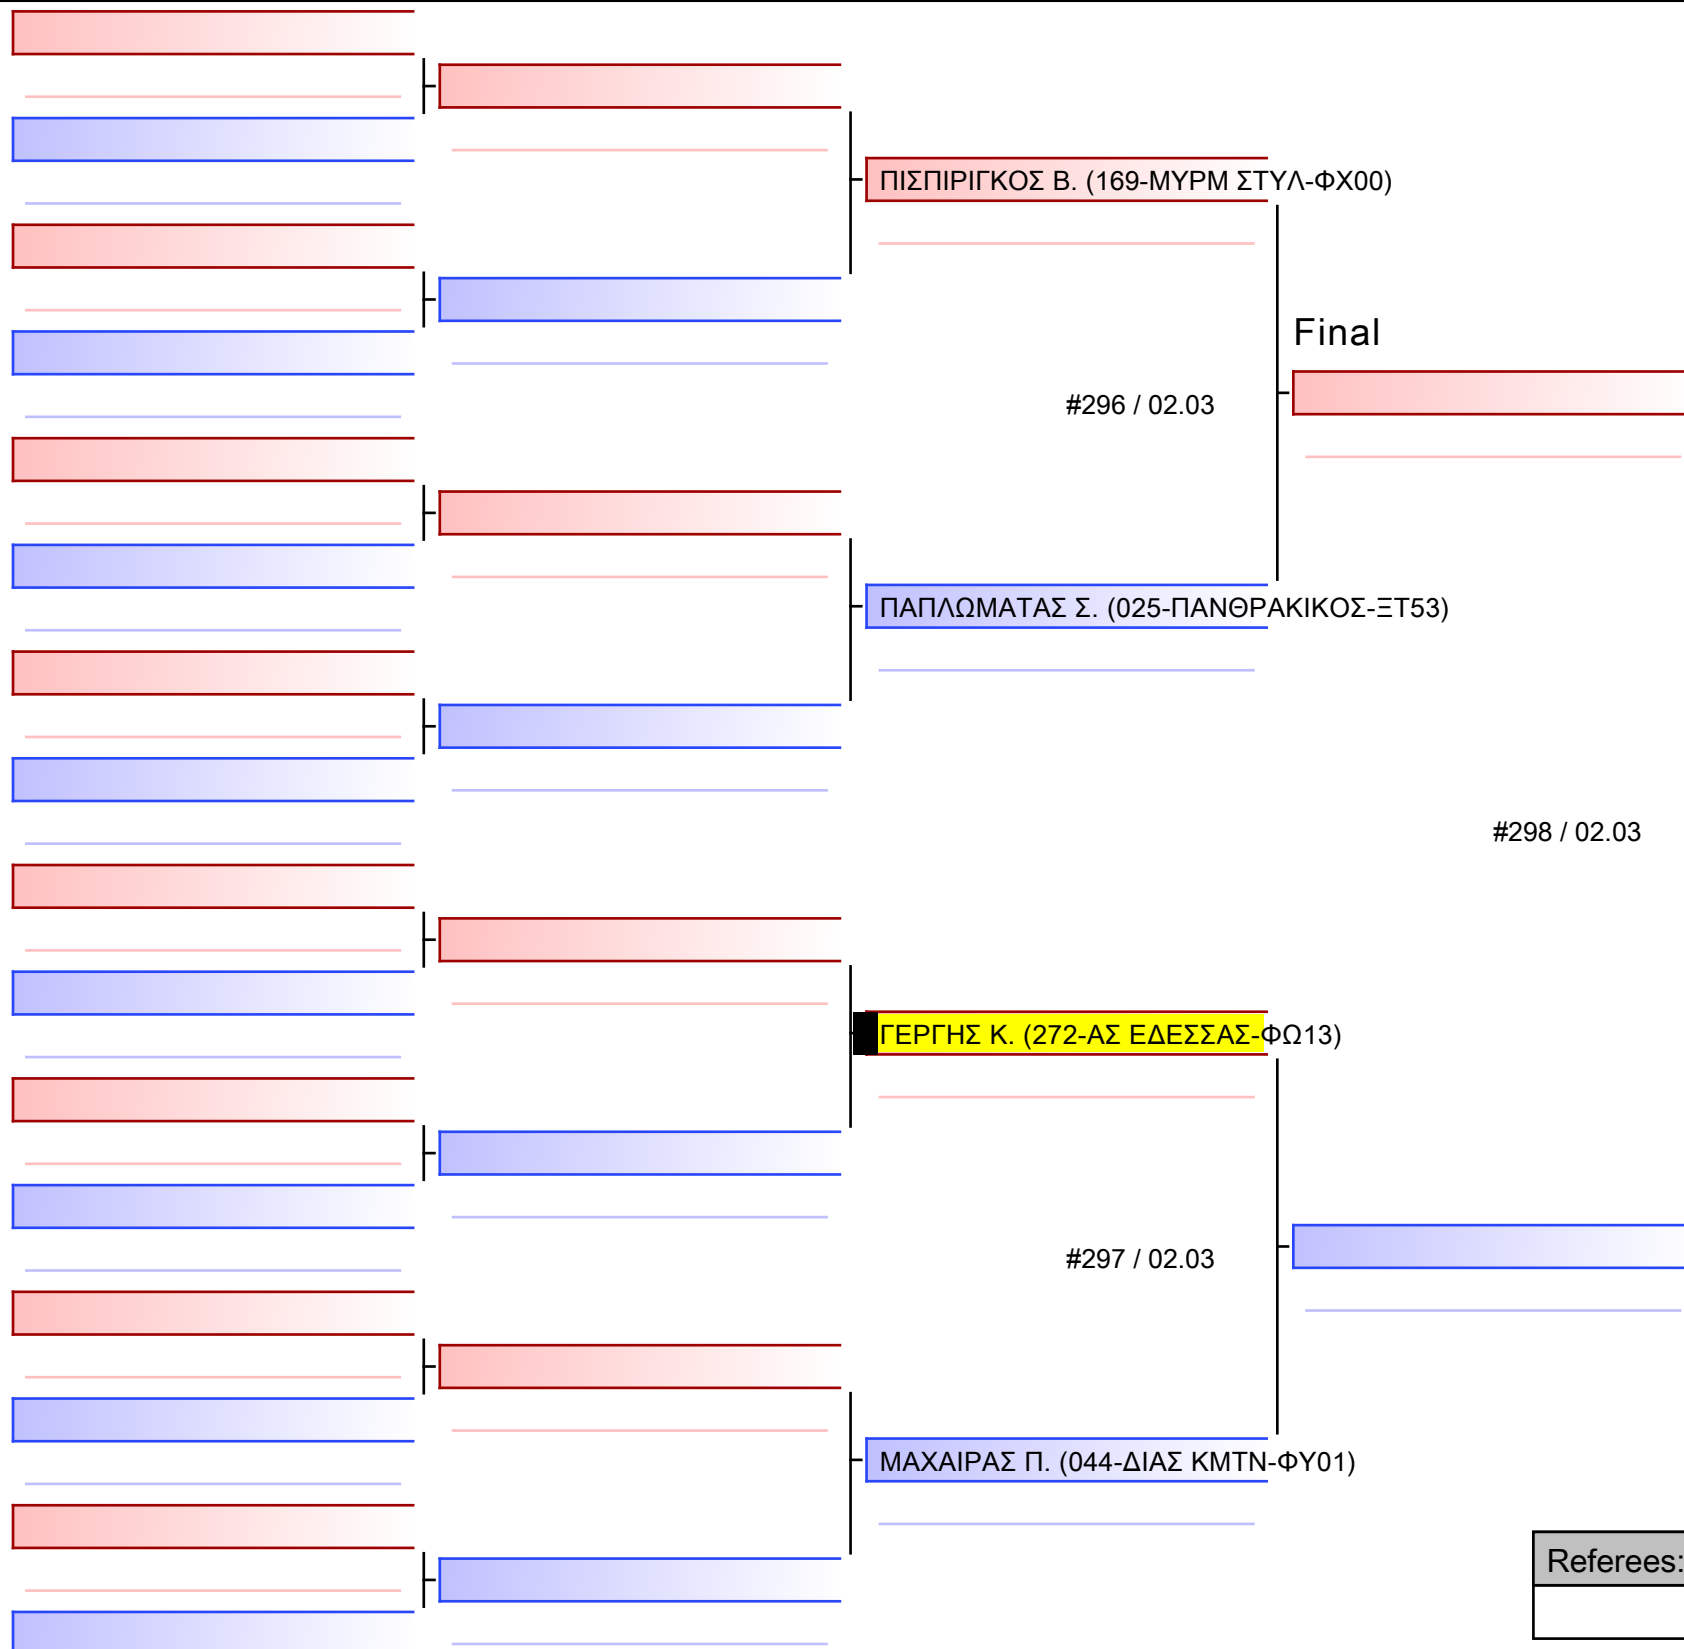 ΠΙΣΠΙΡΙΓΚΟΣ Β. (169-ΜΥΡΜ ΣΤΥΛ-ΦΧ00)
Final
#296 / 02.03
ΠΑΠΛΩΜΑΤΑΣ Σ. (025-ΠΑΝΘΡΑΚΙΚΟΣ-ΞΤ53)
#298 / 02.03
ΓΕΡΓΗΣ Κ. (272-ΑΣ ΕΔΕΣΣΑΣ-ΦΩ13)
#297 / 02.03
ΜΑΧΑΙΡΑΣ Π. (044-ΔΙΑΣ ΚΜΤΝ-ΦΥ01)
Referees: